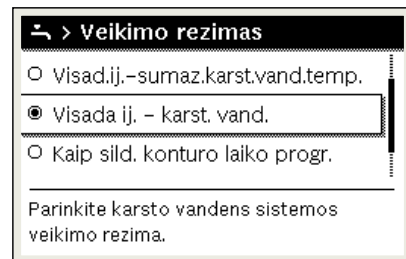 > Veikimo rezimas
Visad.ij.-sumaz.karst.vand.temp.
Visada ij. - karst. vand.
Kaip sild. konturo laiko progr.
Parinkite karsto vandens sistemos
veikimo rezima.